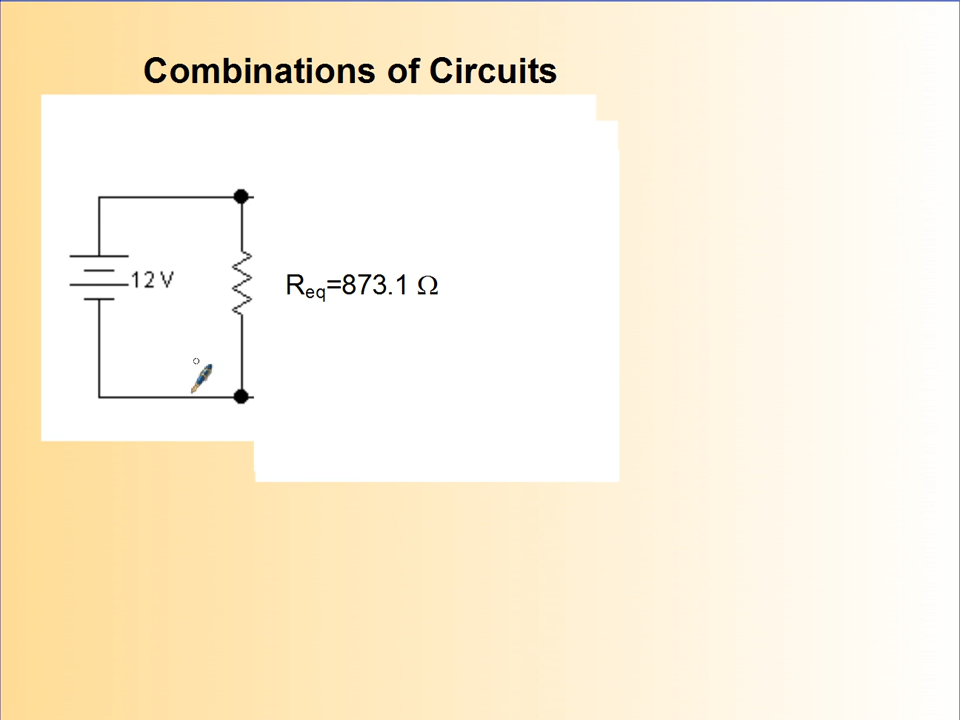 Combinations of Circuits
12 V
Req=873.1 Ω